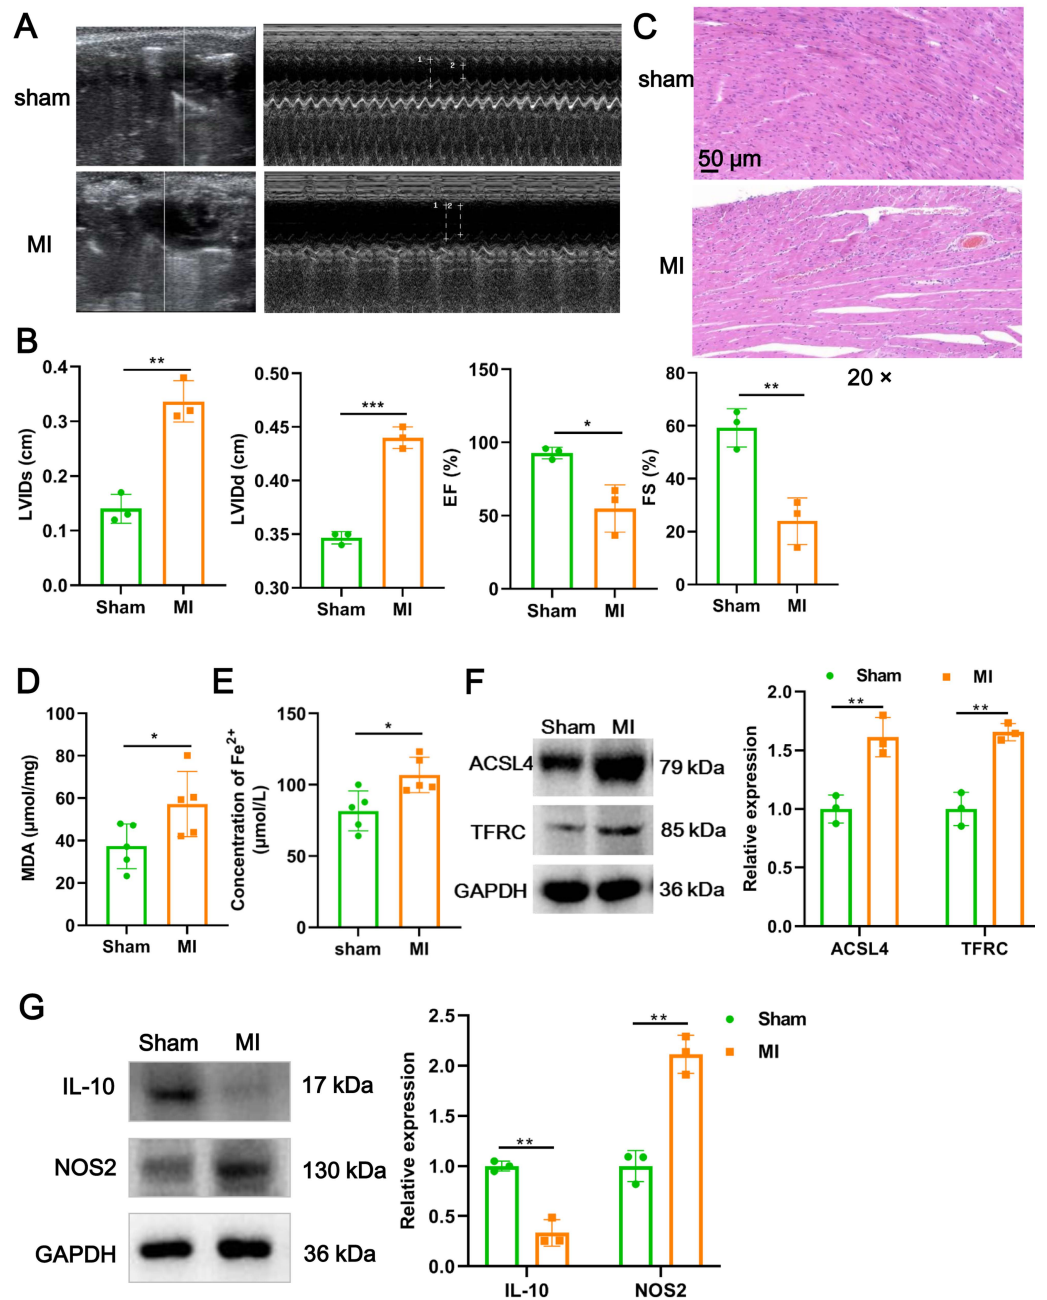 A
sham
1
2
MI
1
2
C
sham
50 μm
MI
20 ×
B
LVIDs (cm)
0.4
0.3
0.2
0.1
0.0
**
Sham MI
LVIDd (cm)
0.50
0.45
0.40
0.35
0.30
***
Sham MI
EF (%)
150
100
50
0
*
Sham MI
FS (%)
80
60
40
20
0
**
Sham MI
D
MDA (μmol/mg)
100
80
60
40
20
0
*
Sham MI
E
Concentration of Fe²⁺
(μmol/L)
150
100
50
0
*
sham MI
F
Sham MI
ACSL4 79 kDa
TFRC 85 kDa
GAPDH 36 kDa
Sham MI
Relative expression
2.0
1.5
1.0
0.5
0.0
** **
ACSL4 TFRC
G
Sham MI
IL-10 17 kDa
NOS2 130 kDa
GAPDH 36 kDa
Relative expression
2.5
2.0
1.5
1.0
0.5
0.0
** **
IL-10 NOS2
Sham
MI